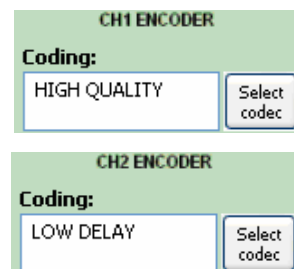 CH1 ENCODER
Coding:
HIGH QUALITY
Select
codec
CH2 ENCODER
Coding:
LOW DELAY
Select
codec